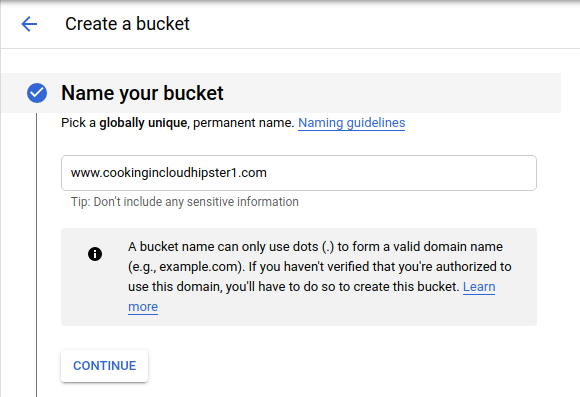 Create a bucket
Name your bucket
Pick a globally unique, permanent name. Naming guidelines
www.cookingincloudhipster1.com
Tip: Don’t include any sensitive information
A bucket name can only use dots (.) to form a valid domain name
(e.g., example.com). If you haven't verified that you're authorized to
use this domain, you'll have to do so to create this bucket. Learn
more
CONTINUE